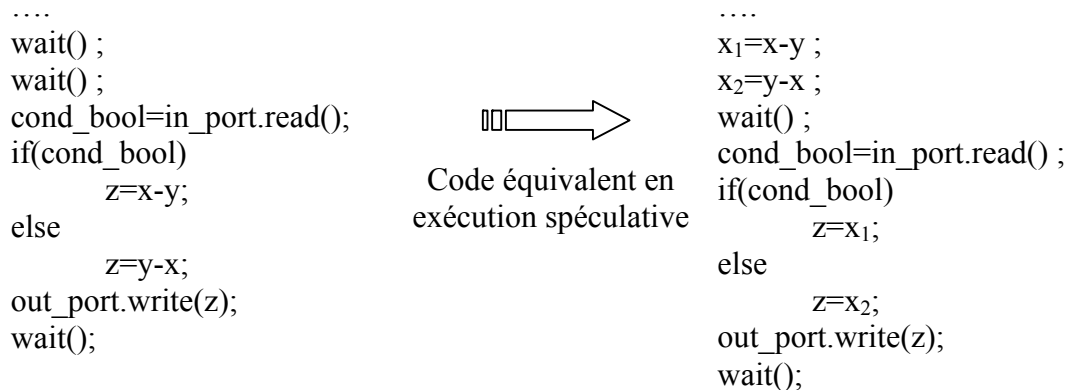 ….
wait() ;
wait() ;
cond_bool=in_port.read();
if(cond_bool)
z=x-y;
else
z=y-x;
out_port.write(z);
wait();
Code équivalent en
exécution spéculative
….
x₁=x-y ;
x₂=y-x ;
wait() ;
cond_bool=in_port.read() ;
if(cond_bool)
z=x₁;
else
z=x₂;
out_port.write(z);
wait();